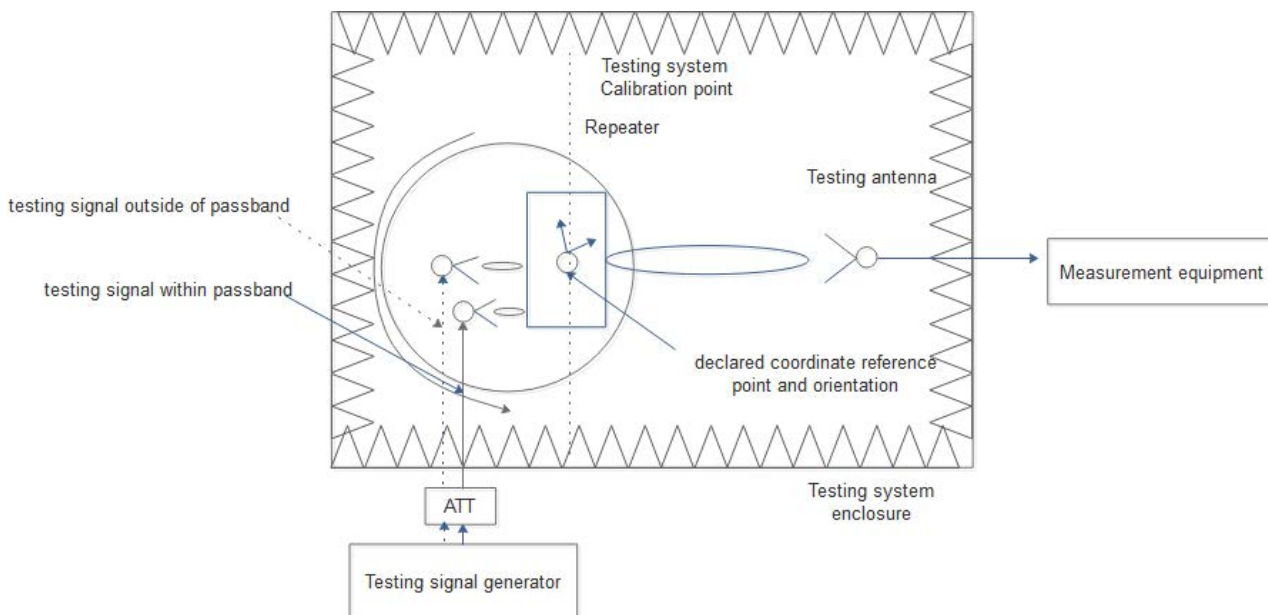 Testing system
Calibration point
Repeater
Testing antenna
testing signal outside of passband
testing signal within passband
Measurement equipment
declared coordinate reference
point and orientation
Testing system
enclosure
ATT
Testing signal generator